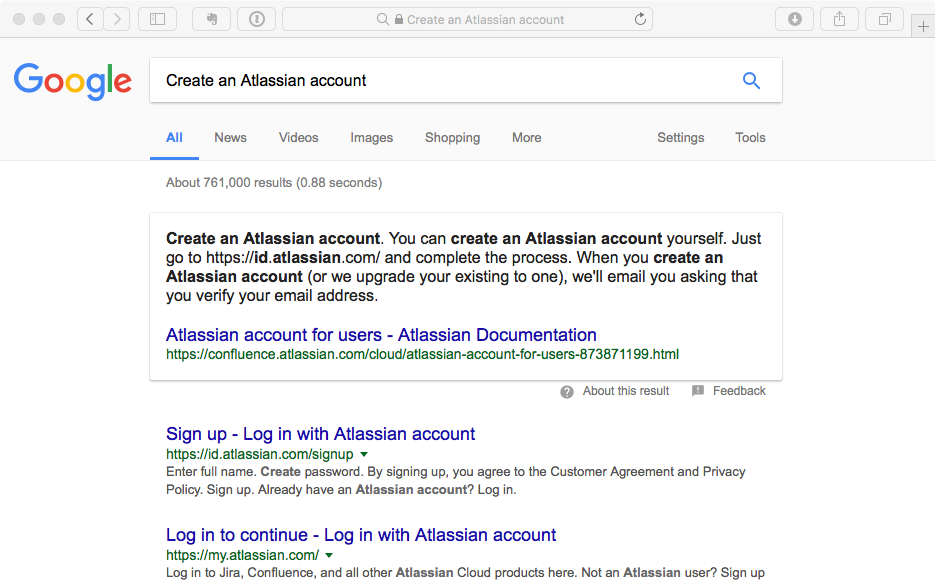 Create an Atlassian account
Google
Create an Atlassian account
All News Videos Images Shopping More Settings Tools
About 761,000 results (0.88 seconds)
Create an Atlassian account. You can create an Atlassian account yourself. Just
go to https://id.atlassian.com/ and complete the process. When you create an
Atlassian account (or we upgrade your existing to one), we'll email you asking that
you verify your email address.
Atlassian account for users - Atlassian Documentation
https://confluence.atlassian.com/cloud/atlassian-account-for-users-873871199.html
About this result Feedback
Sign up - Log in with Atlassian account
https://id.atlassian.com/signup
Enter full name. Create password. By signing up, you agree to the Customer Agreement and Privacy
Policy. Sign up. Already have an Atlassian account? Log in.
Log in to continue - Log in with Atlassian account
https://my.atlassian.com/
Log in to Jira, Confluence, and all other Atlassian Cloud products here. Not an Atlassian user? Sign up